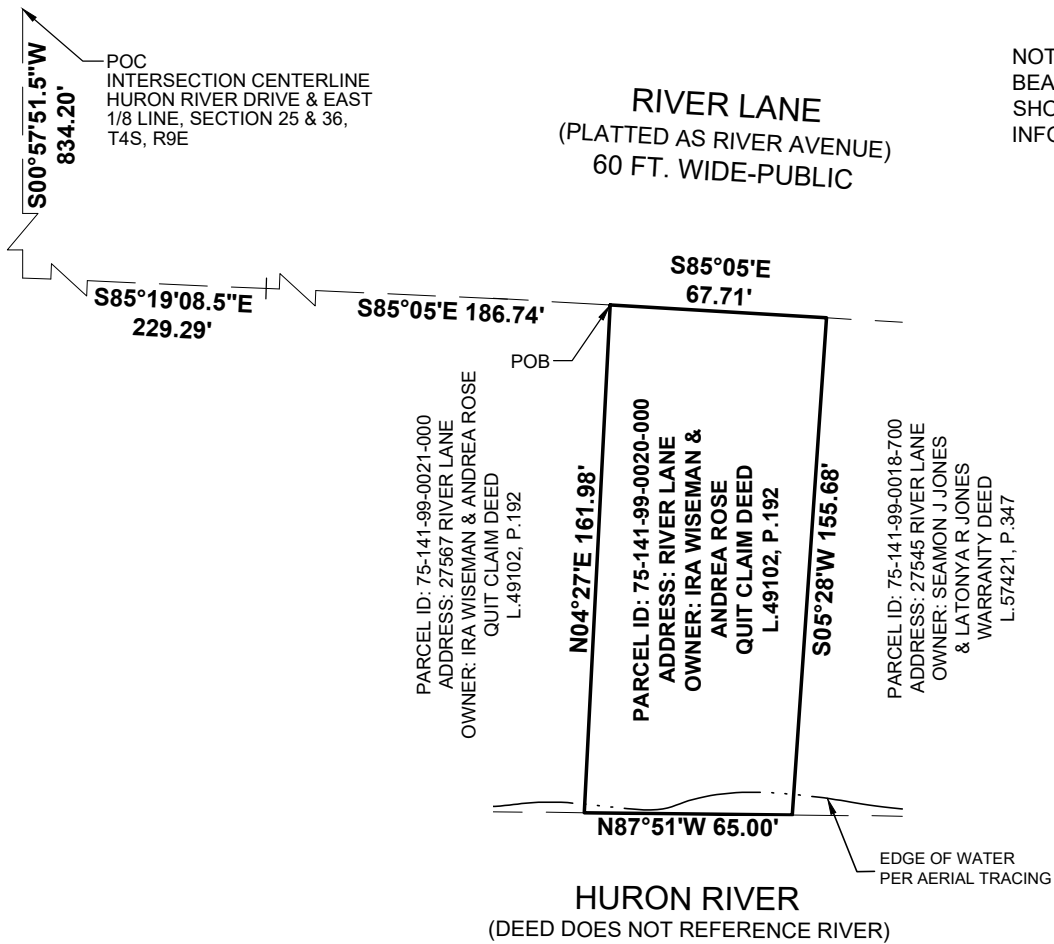 S00°57'51.5"W
834.20'
POC
INTERSECTION CENTERLINE
HURON RIVER DRIVE & EAST
1/8 LINE, SECTION 25 & 36,
T4S, R9E
RIVER LANE
(PLATTED AS RIVER AVENUE)
60 FT. WIDE-PUBLIC
NOT
BEA
SHO
INFO
S85°19'08.5"E
229.29'
S85°05'E 186.74'
S85°05'E
67.71'
POB
PARCEL ID: 75-141-99-0021-000
ADDRESS: 27567 RIVER LANE
OWNER: IRA WISEMAN & ANDREA ROSE
QUIT CLAIM DEED
L.49102, P.192
N04°27'E 161.98'
PARCEL ID: 75-141-99-0020-000
ADDRESS: RIVER LANE
OWNER: IRA WISEMAN &
ANDREA ROSE
QUIT CLAIM DEED
L.49102, P.192
S05°28'W 155.68'
PARCEL ID: 75-141-99-0018-700
ADDRESS: 27545 RIVER LANE
OWNER: SEAMON J JONES
& LATONYA R JONES
WARRANTY DEED
L.57421, P.347
N87°51'W 65.00'
EDGE OF WATER
PER AERIAL TRACING
HURON RIVER
(DEED DOES NOT REFERENCE RIVER)